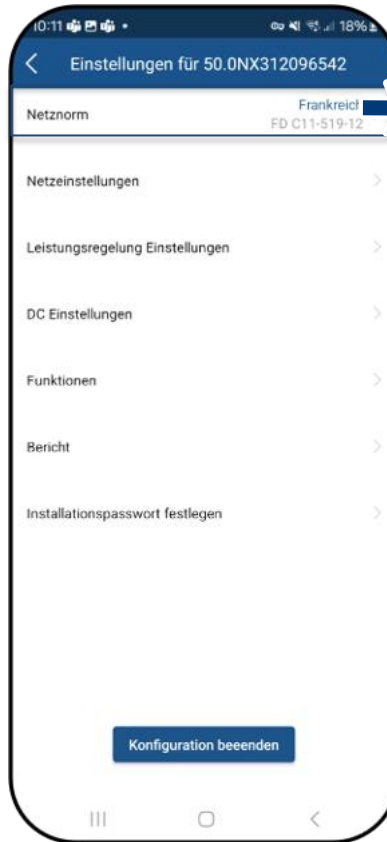 10:11
18%
Einstellungen für 50.0NX312096542
Netznorm
Frankreich
FD C11-519-12
Netzeinstellungen
Leistungsregelung Einstellungen
DC Einstellungen
Funktionen
Bericht
Installationspasswort festlegen
Konfiguration beeenden